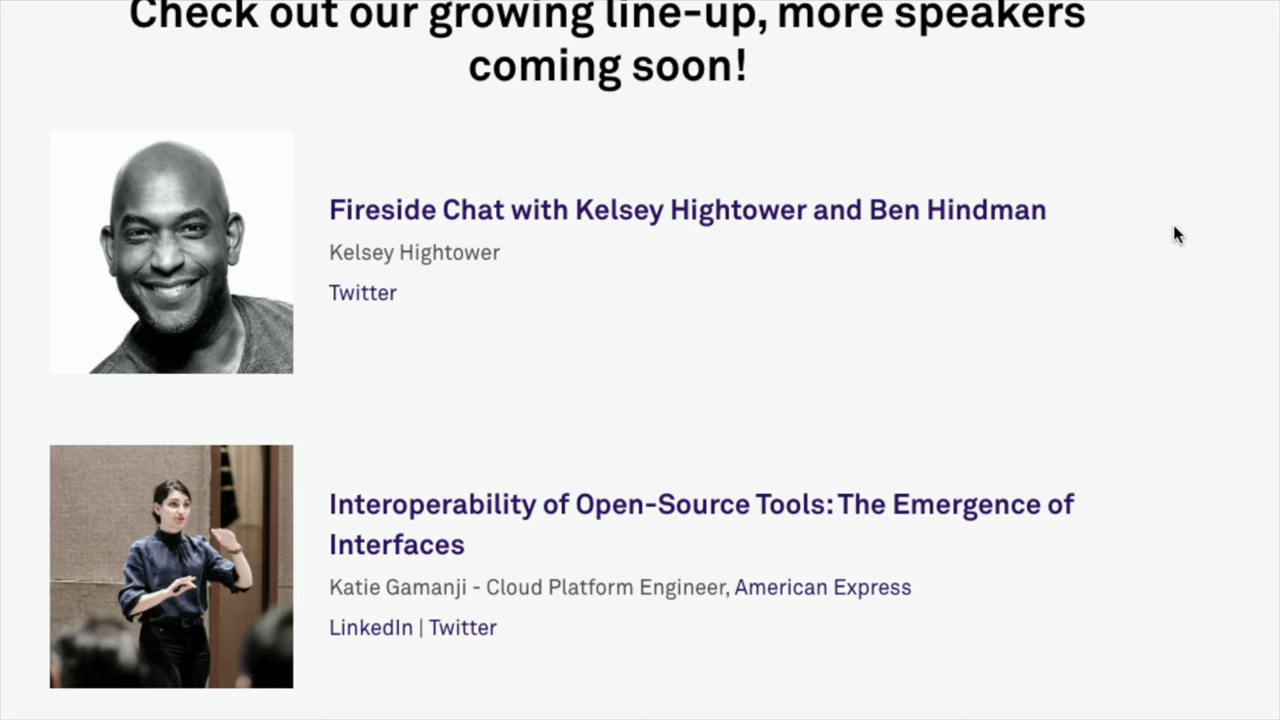 Check out our growing line-up, more speakers
coming soon!
Fireside Chat with Kelsey Hightower and Ben Hindman
Kelsey Hightower
Twitter
Interoperability of Open-Source Tools: The Emergence of
Interfaces
Katie Gamanji - Cloud Platform Engineer, American Express
LinkedIn | Twitter